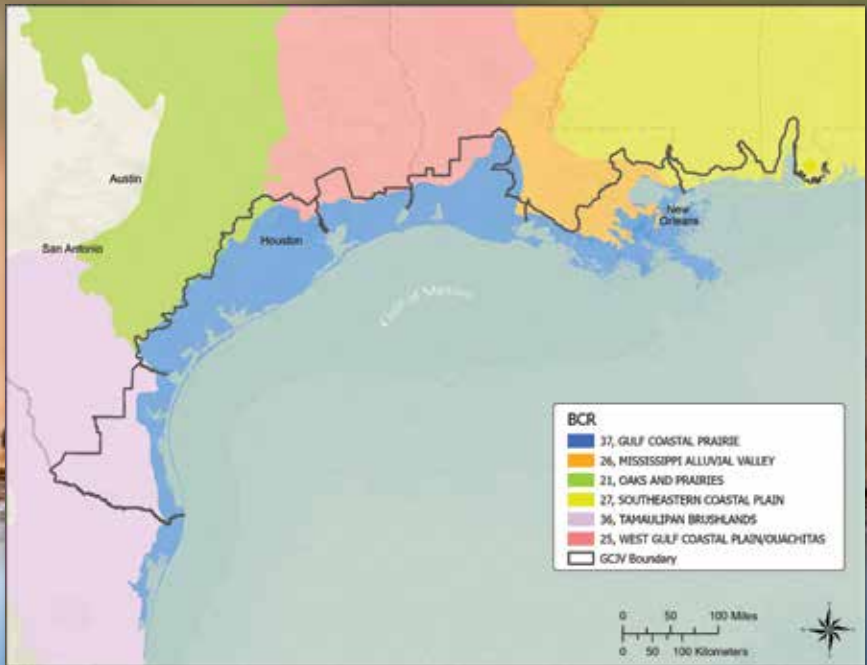 Austin
San Antonio
Houston
New
Orleans
Gulf of Mexico
BCR
37, GULF COASTAL PRAIRIE
26, MISSISSIPPI ALLUVIAL VALLEY
21, OAKS AND PRAIRIES
27, SOUTHEASTERN COASTAL PLAIN
36, TAMAULIPAN BRUSHLANDS
25, WEST GULF COASTAL PLAIN/OUACHITAS
GCJV Boundary
0 50 100 Miles
0 50 100 Kilometers